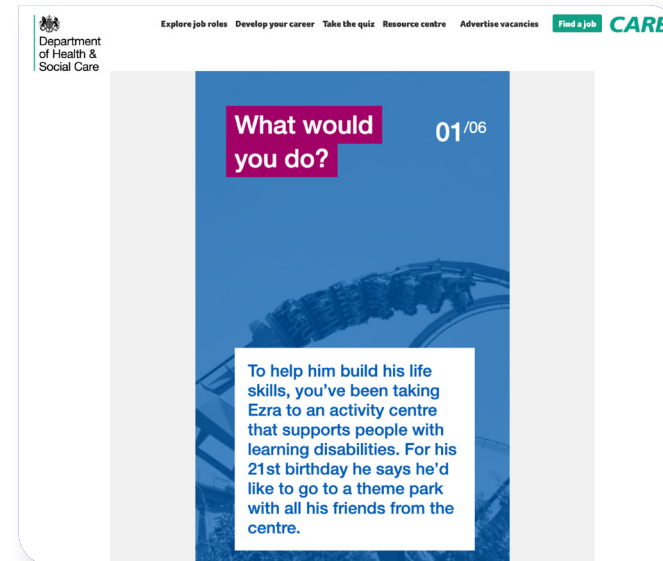 Department
of Health &
Social Care
Explore job roles Develop your career Take the quiz Resource centre Advertise vacancies Find a job
What would
you do?
01/06
To help him build his life
skills, you've been taking
Ezra to an activity centre
that supports people with
learning disabilities. For his
21st birthday he says he'd
like to go to a theme park
with all his friends from the
centre.